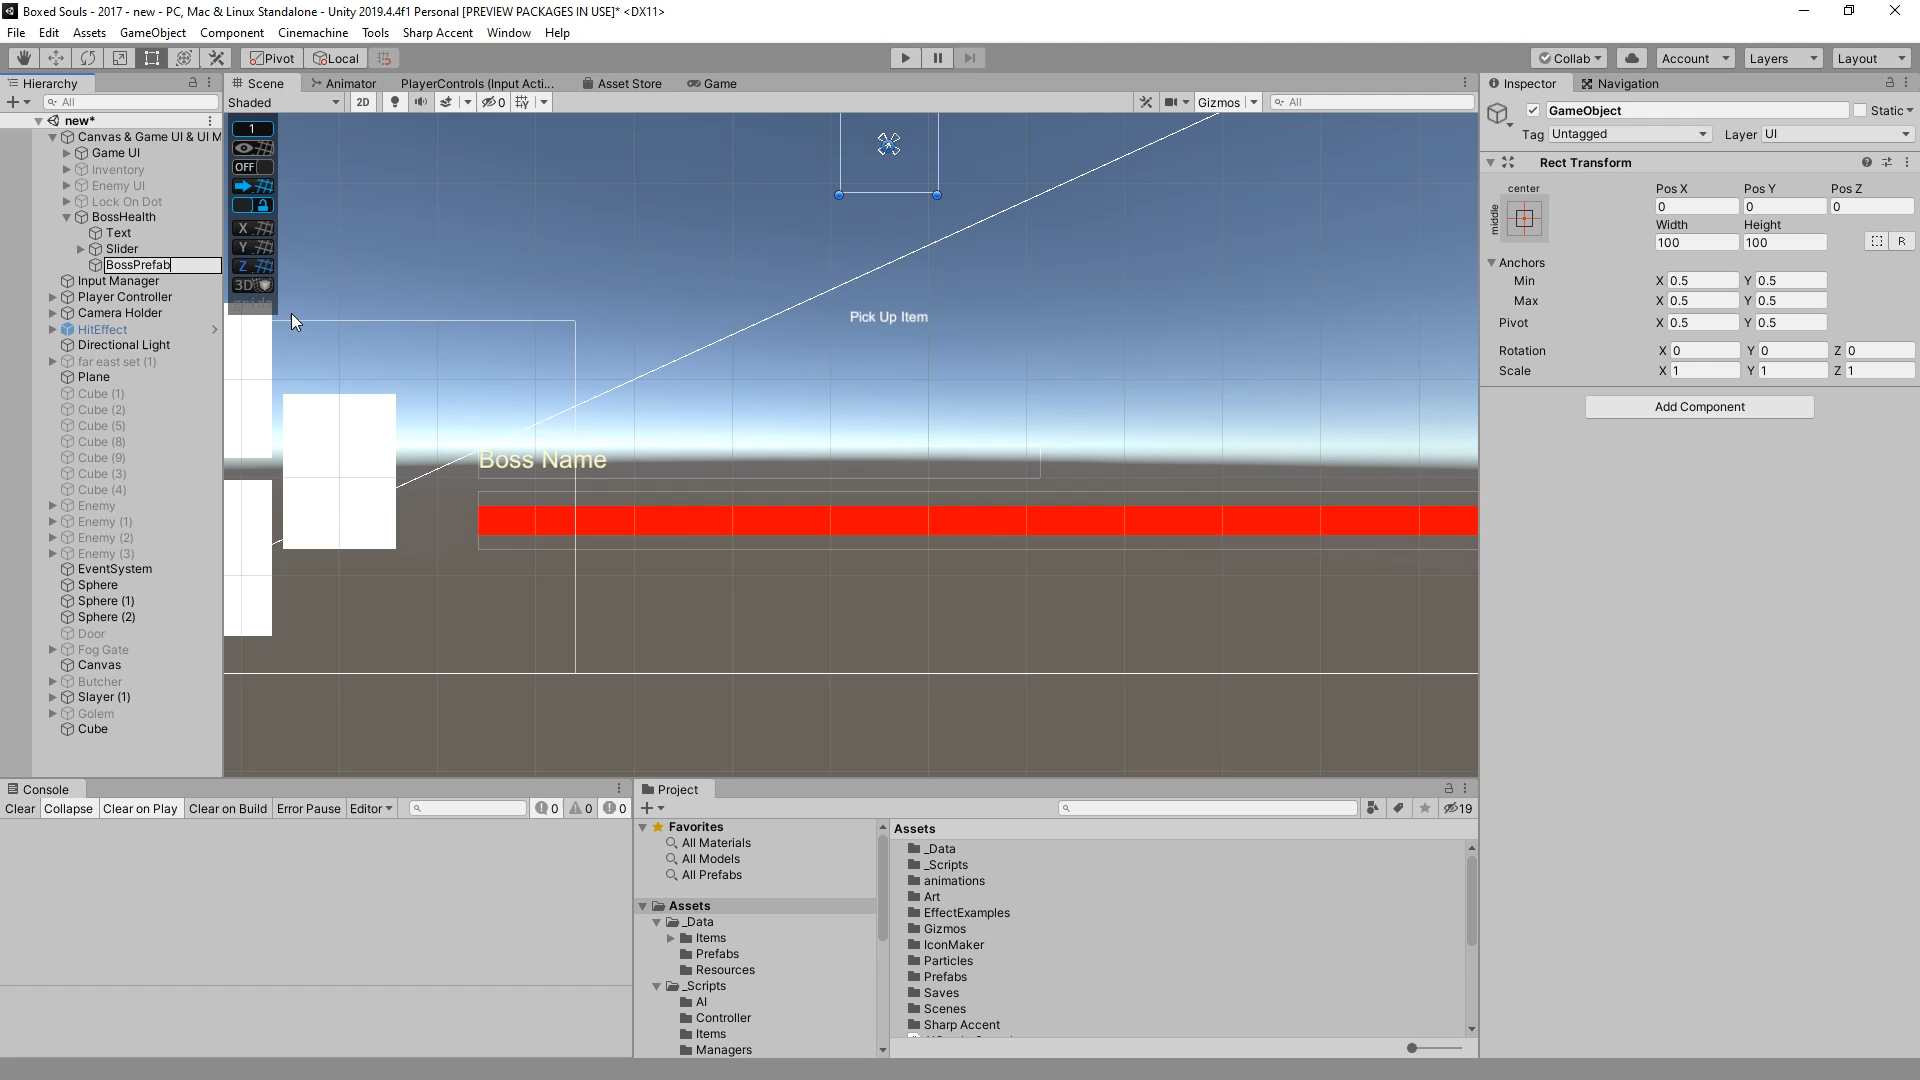 Boxed Souls - 2017 - new - PC, Mac & Linux Standalone - Unity 2019.4.4f1 Personal [PREVIEW PACKAGES IN USE]* <DX11>
File Edit Assets GameObject Component Cinemachine Tools Sharp Accent Window Help
Pivot Local Collab Account Layers Layout
Hierarchy Scene Animator PlayerControls (Input Acti... Asset Store Game Inspector Navigation
All Shaded 2D 0 Gizmos All
GameObject Static
Tag Untagged Layer UI
new*
Canvas & Game UI & UI M
Game UI
Inventory
Enemy UI
Lock On Dot
BossHealth
Text
Slider
BossPrefab
Input Manager
Player Controller
Camera Holder
HitEffect
Directional Light
far east set (1)
Plane
Cube (1)
Cube (2)
Cube (5)
Cube (8)
Cube (9)
Cube (3)
Cube (4)
Enemy
Enemy (1)
Enemy (2)
Enemy (3)
EventSystem
Sphere
Sphere (1)
Sphere (2)
Door
Fog Gate
Canvas
Butcher
Slayer (1)
Golem
Cube
1
OFF
X
Y
Z
3D
Pick Up Item
Boss Name
Rect Transform
center
middle
Pos X Pos Y Pos Z
0 0 0
Width Height
100 100 R
Anchors
Min X 0.5 Y 0.5
Max X 0.5 Y 0.5
Pivot X 0.5 Y 0.5
Rotation X 0 Y 0 Z 0
Scale X 1 Y 1 Z 1
Add Component
Console
Clear Collapse Clear on Play Clear on Build Error Pause Editor 0 0 0
Project
19
Favorites
All Materials
All Models
All Prefabs
Assets
_Data
Items
Prefabs
Resources
_Scripts
AI
Controller
Items
Managers
Assets
_Data
_Scripts
animations
Art
EffectExamples
Gizmos
IconMaker
Particles
Prefabs
Saves
Scenes
Sharp Accent